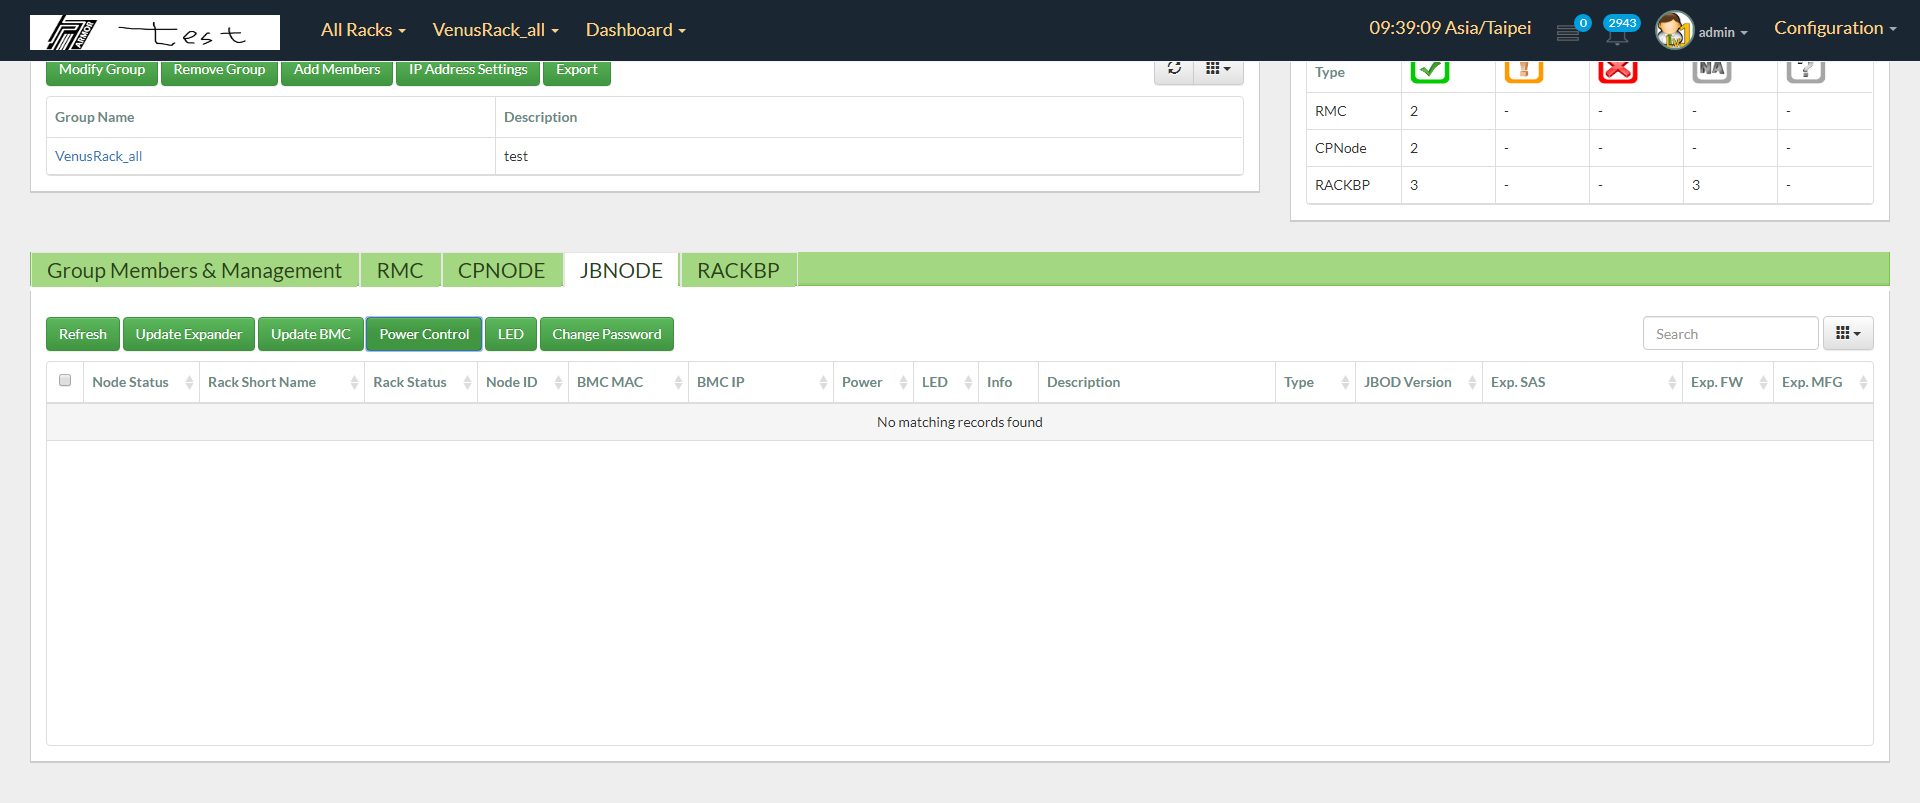 ARMOR test All Racks VenusRack_all Dashboard 09:39:09 Asia/Taipei 0 2943 admin Configuration
Modify Group Remove Group Add Members IP Address Settings Export
Group Name Description
VenusRack_all test
Type NA
RMC 2 - - - -
CPNode 2 - - - -
RACKBP 3 - - 3 -
Group Members & Management RMC CPNODE JBNODE RACKBP
Refresh Update Expander Update BMC Power Control LED Change Password Search
Node Status Rack Short Name Rack Status Node ID BMC MAC BMC IP Power LED Info Description Type JBOD Version Exp. SAS Exp. FW Exp. MFG
No matching records found